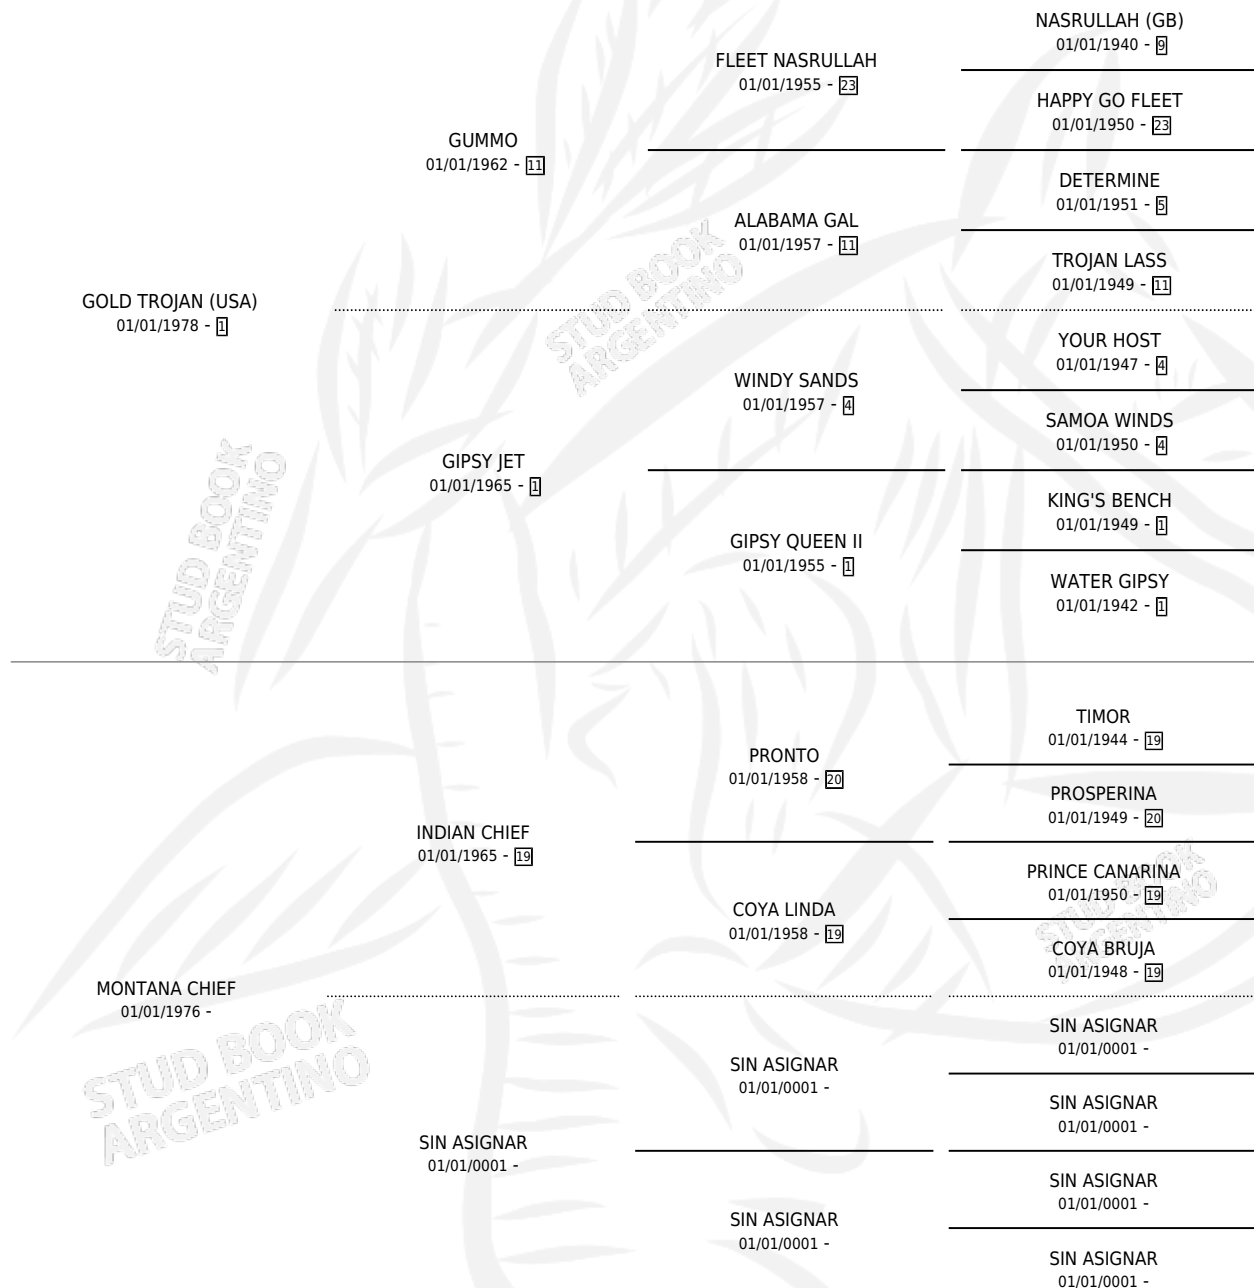 NASRULLAH (GB)
01/01/1940 - 9
FLEET NASRULLAH
01/01/1955 - 23
HAPPY GO FLEET
01/01/1950 - 23
GUMMO
01/01/1962 - 11
DETERMINE
01/01/1951 - 5
ALABAMA GAL
01/01/1957 - 11
TROJAN LASS
01/01/1949 - 11
GOLD TROJAN (USA)
01/01/1978 - 1
YOUR HOST
01/01/1947 - 4
WINDY SANDS
01/01/1957 - 4
SAMOA WINDS
01/01/1950 - 4
GIPSY JET
01/01/1965 - 1
KING'S BENCH
01/01/1949 - 1
GIPSY QUEEN II
01/01/1955 - 1
WATER GIPSY
01/01/1942 - 1
STUD BOOK
ARGENTINO
STUD BOOK
ARGENTINO
TIMOR
01/01/1944 - 19
PRONTO
01/01/1958 - 20
PROSPERINA
01/01/1949 - 20
INDIAN CHIEF
01/01/1965 - 19
PRINCE CANARINA
01/01/1950 - 19
COYA LINDA
01/01/1958 - 19
COYA BRUJA
01/01/1948 - 19
STUD BOOK
ARGENTINO
MONTANA CHIEF
01/01/1976 -
SIN ASIGNAR
01/01/0001 -
SIN ASIGNAR
01/01/0001 -
SIN ASIGNAR
01/01/0001 -
SIN ASIGNAR
01/01/0001 -
SIN ASIGNAR
01/01/0001 -
SIN ASIGNAR
01/01/0001 -
SIN ASIGNAR
01/01/0001 -
STUD BOOK
ARGENTINO